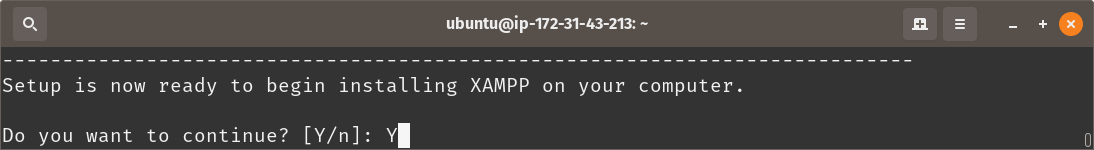 ubuntu@ip-172-31-43-213: ~
----------------------------------------------------------------------------
Setup is now ready to begin installing XAMPP on your computer.
Do you want to continue? [Y/n]: Y